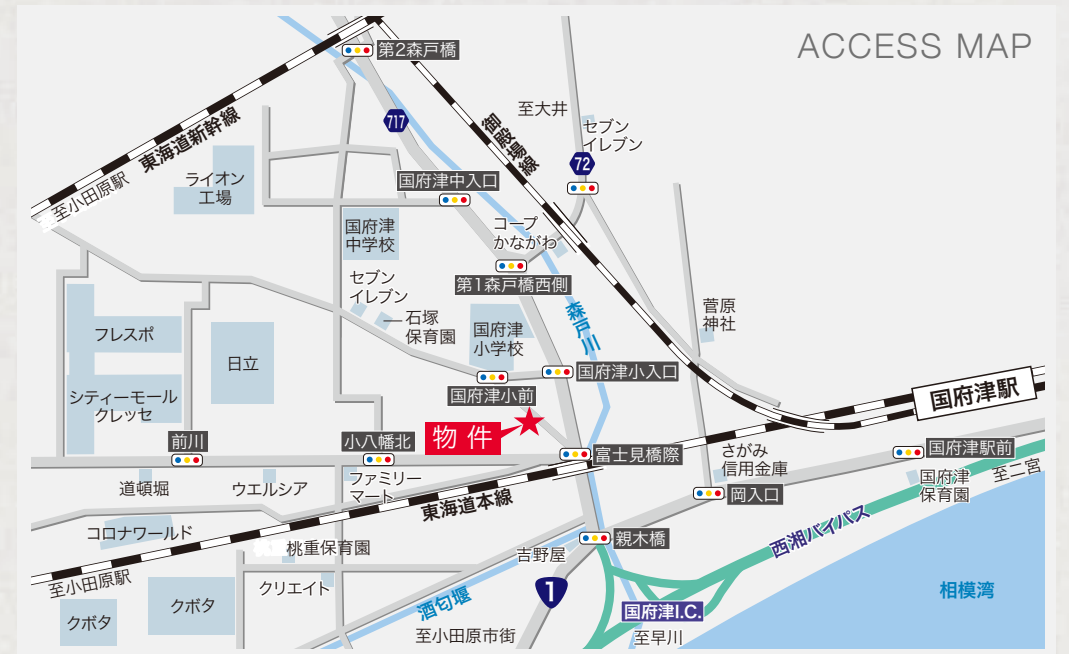 ACCESS MAP
第2森戸橋
717
東海道新幹線
至小田原駅
御殿場線
至大井
セブン
イレブン
72
ライオン
工場
国府津中入口
国府津
中学校
コープ
かながわ
第1森戸橋西側
セブン
イレブン
石塚
保育園
国府津
小学校
森戸川
菅原
神社
フレスポ
日立
シティーモール
クレッセ
国府津小入口
国府津小前
国府津駅
物件
前川
小八幡北
富士見橋際
さがみ
信用金庫
国府津駅前
道頓堀
ウエルシア
ファミリー
マート
東海道本線
岡入口
国府津
保育園
至二宮
コロナワールド
桃重保育園
親木橋
西湘バイパス
至小田原駅
吉野屋
クリエイト
1
酒匂堰
国府津I.C.
相模湾
クボタ
クボタ
至小田原市街
至早川